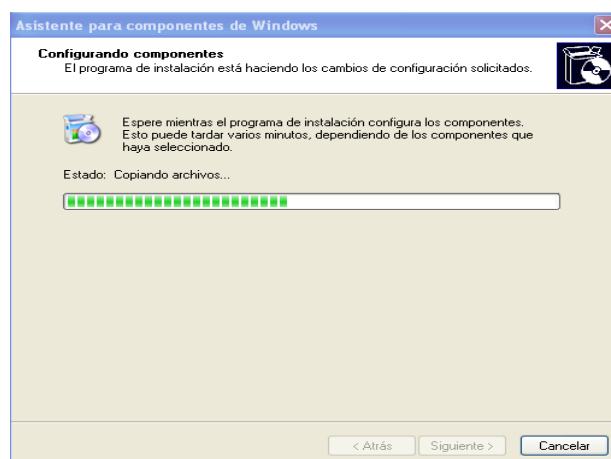 Asistente para componentes de Windows
Configurando componentes
El programa de instalación está haciendo los cambios de configuración solicitados.
Espere mientras el programa de instalación configura los componentes.
Esto puede tardar varios minutos, dependiendo de los componentes que
haya seleccionado.
Estado: Copiando archivos...
< Atrás Siguiente > Cancelar